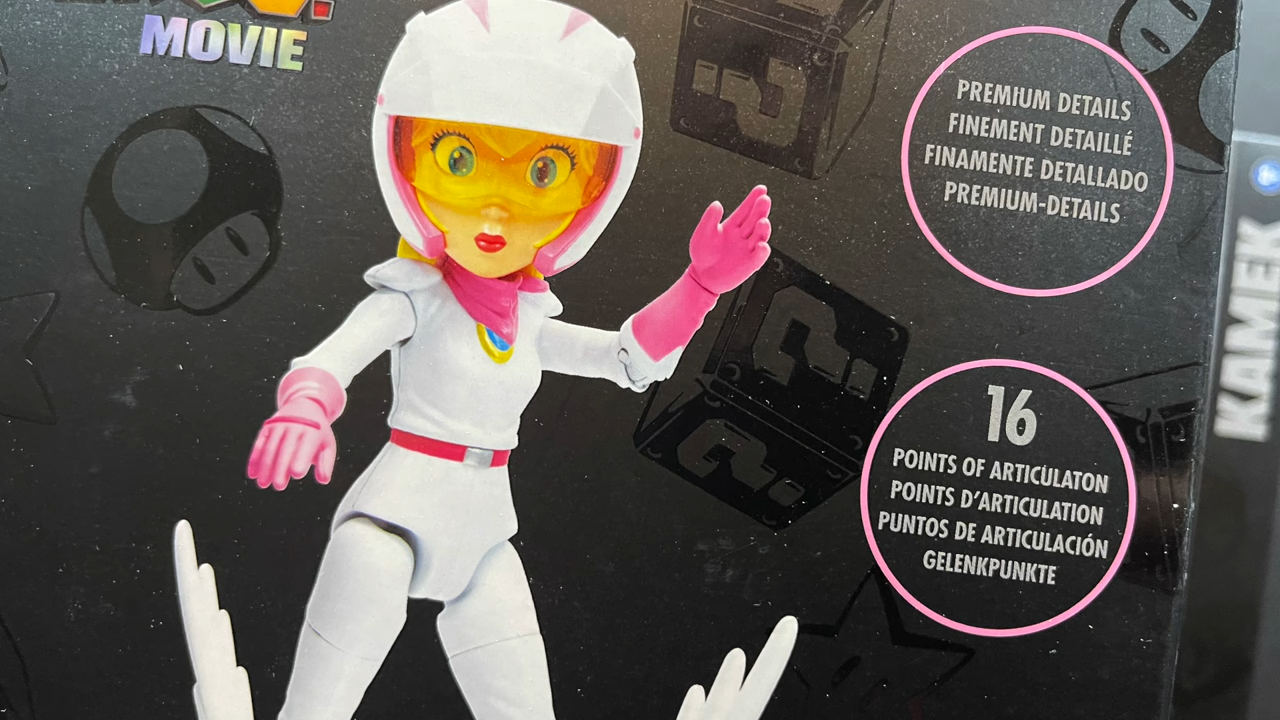 MOVIE
PREMIUM DETAILS
FINEMENT DETAILLÉ
FINAMENTE DETALLADO
PREMIUM-DETAILS
16
POINTS OF ARTICULATON
POINTS D'ARTICULATION
PUNTOS DE ARTICULACIÓN
GELENKPUNKTE
KAMEK